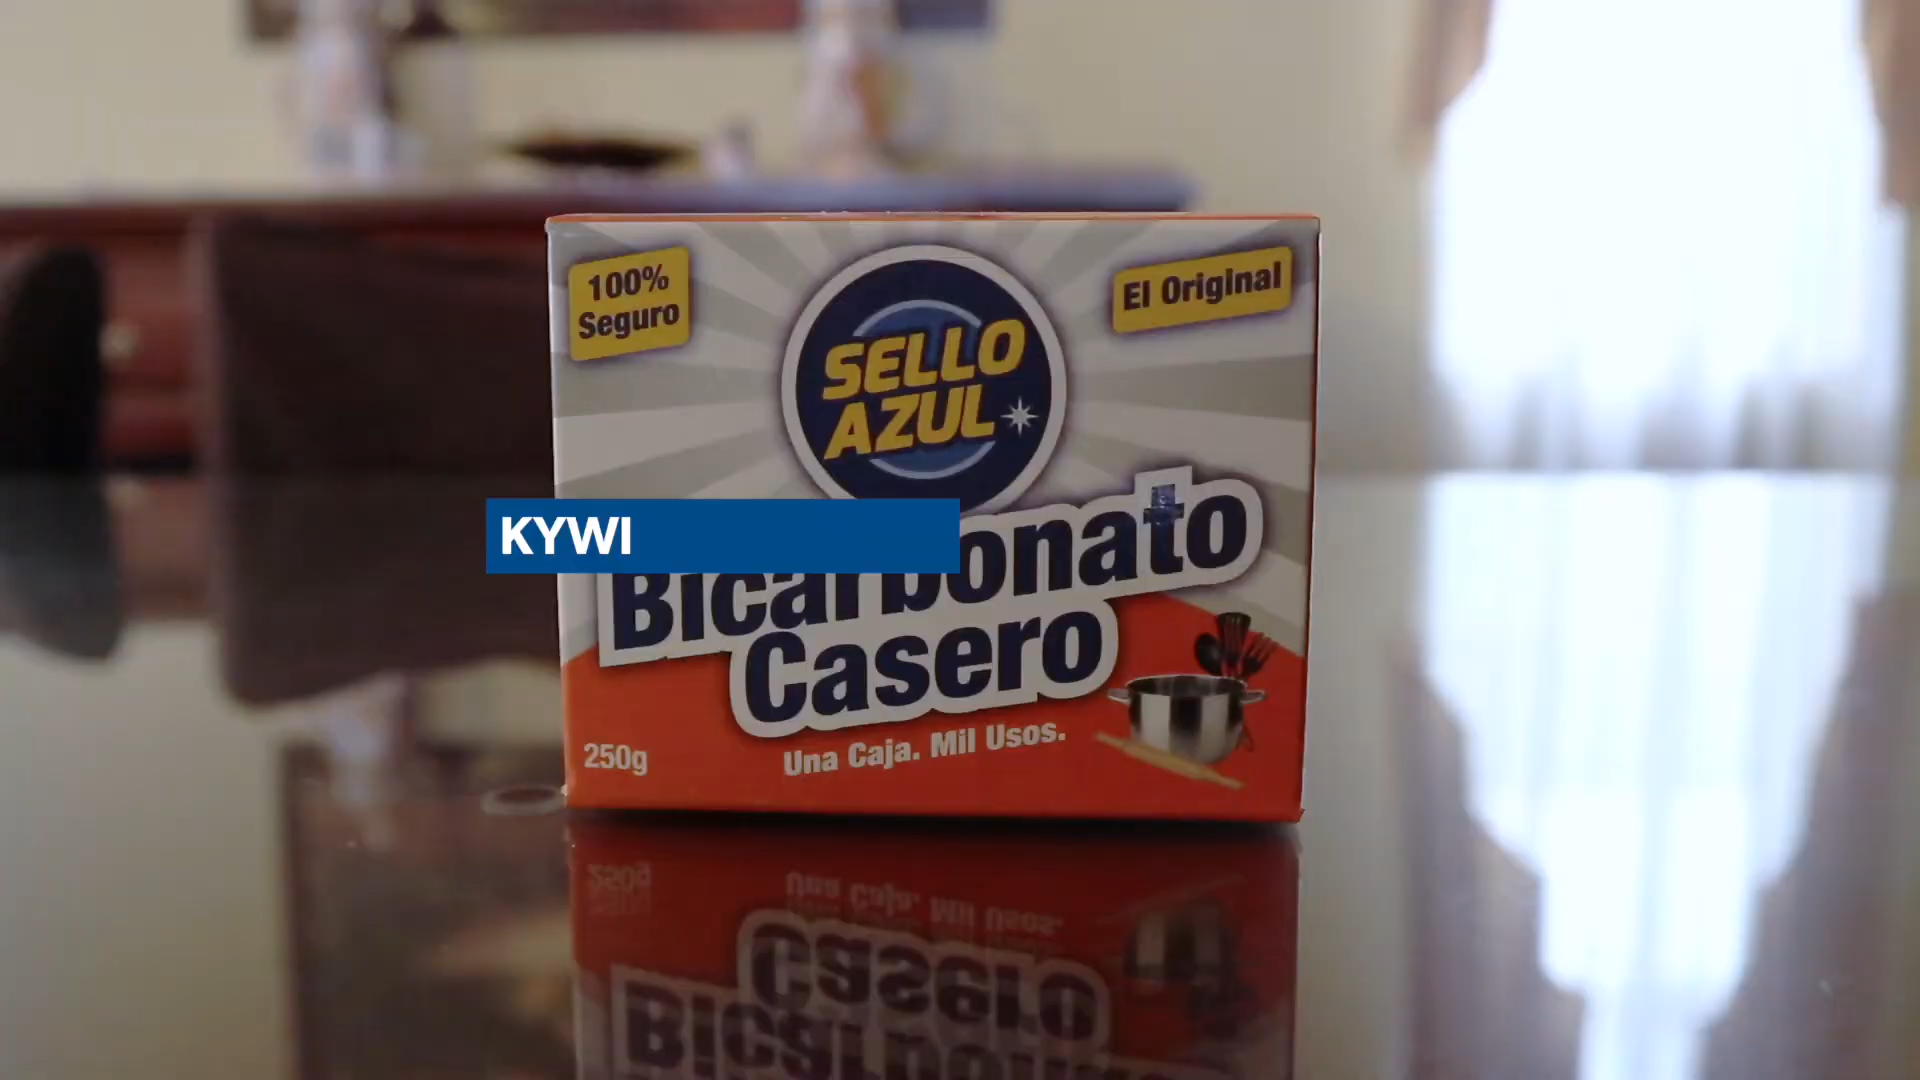 100%
Seguro
El Original
SELLO
AZUL
KYWI
Bicarbonato
Casero
Una Caja. Mil Usos.
250g